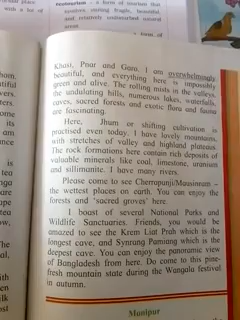 ecotourism - a form of tourism that
a form of
Khasi, Pnar and Garo. I am overwhelmingly
beautiful, and everything here is impossibly
green and alive. The rolling mists in the valleys,
the undulating hills, numerous lakes, waterfalls,
caves, sacred forests and exotic flora and fauna
are fascinating.
Here, Jhum or shifting cultivation is
practised even today. I have lovely mountains,
with stretches of valley and highland plateaus.
The rock formations here contain rich deposits of
valuable minerals like coal, limestone, uranium
and sillimanite. I have many rivers.
Please come to see Cherrapunji/Mausinram –
the wettest places on earth. You can enjoy the
forests and 'sacred groves' here.
I boast of several National Parks and
Wildlife Sanctuaries. Friends, you would be
amazed to see the Krem Liat Prah which is the
longest cave, and Synrang Pamiang which is the
deepest cave. You can enjoy the panoramic view
of Bangladesh from here. Do come to this pine-
fresh mountain state during the Wangala festival
in autumn.
Manipur